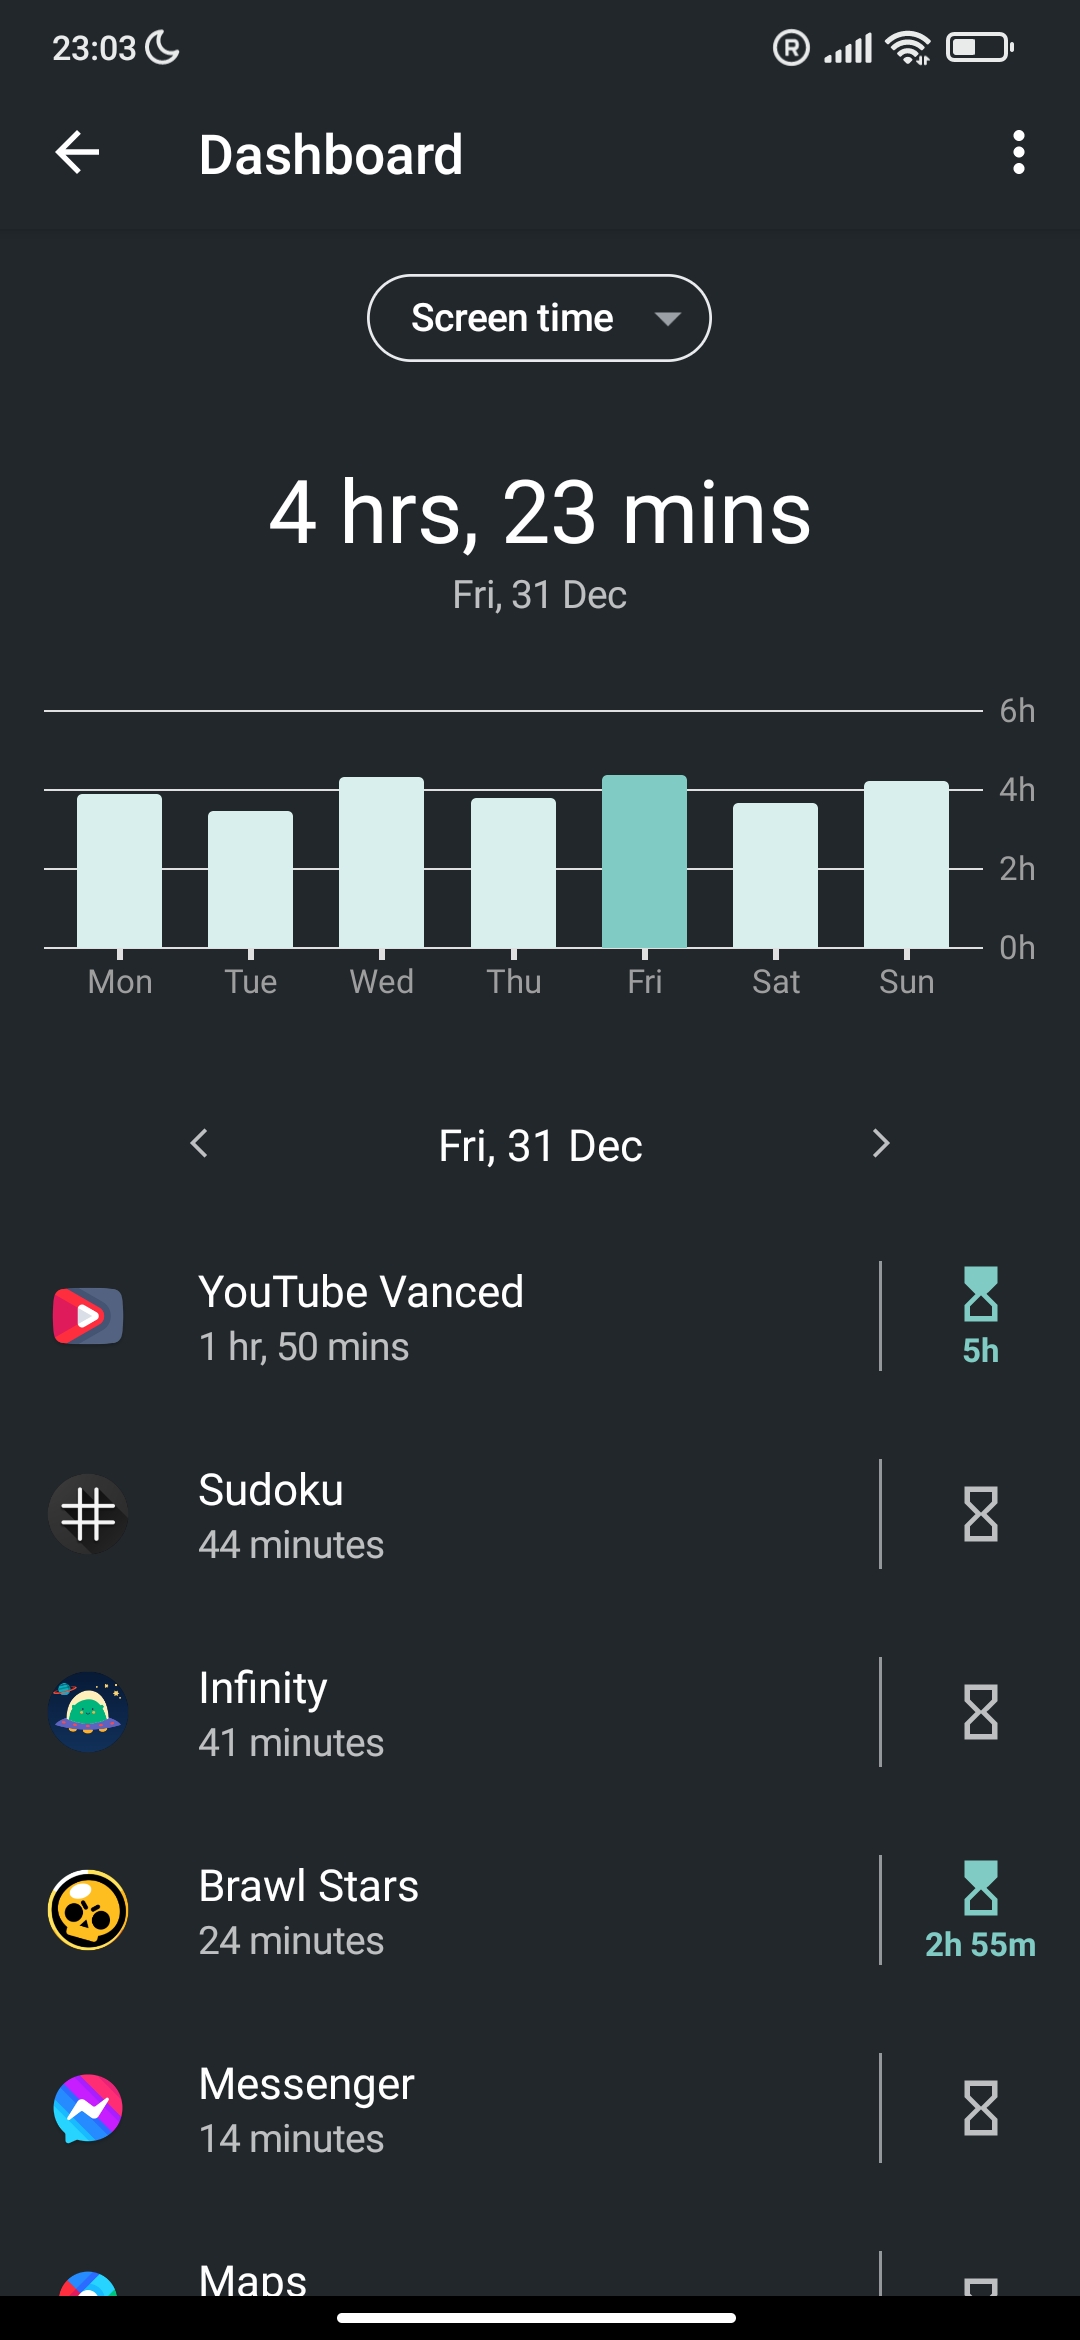 23:03
R
Dashboard
Screen time
4 hrs, 23 mins
Fri, 31 Dec
6h
4h
2h
0h
Mon Tue Wed Thu Fri Sat Sun
Fri, 31 Dec
YouTube Vanced
1 hr, 50 mins
5h
Sudoku
44 minutes
Infinity
41 minutes
Brawl Stars
24 minutes
2h 55m
Messenger
14 minutes
Maps